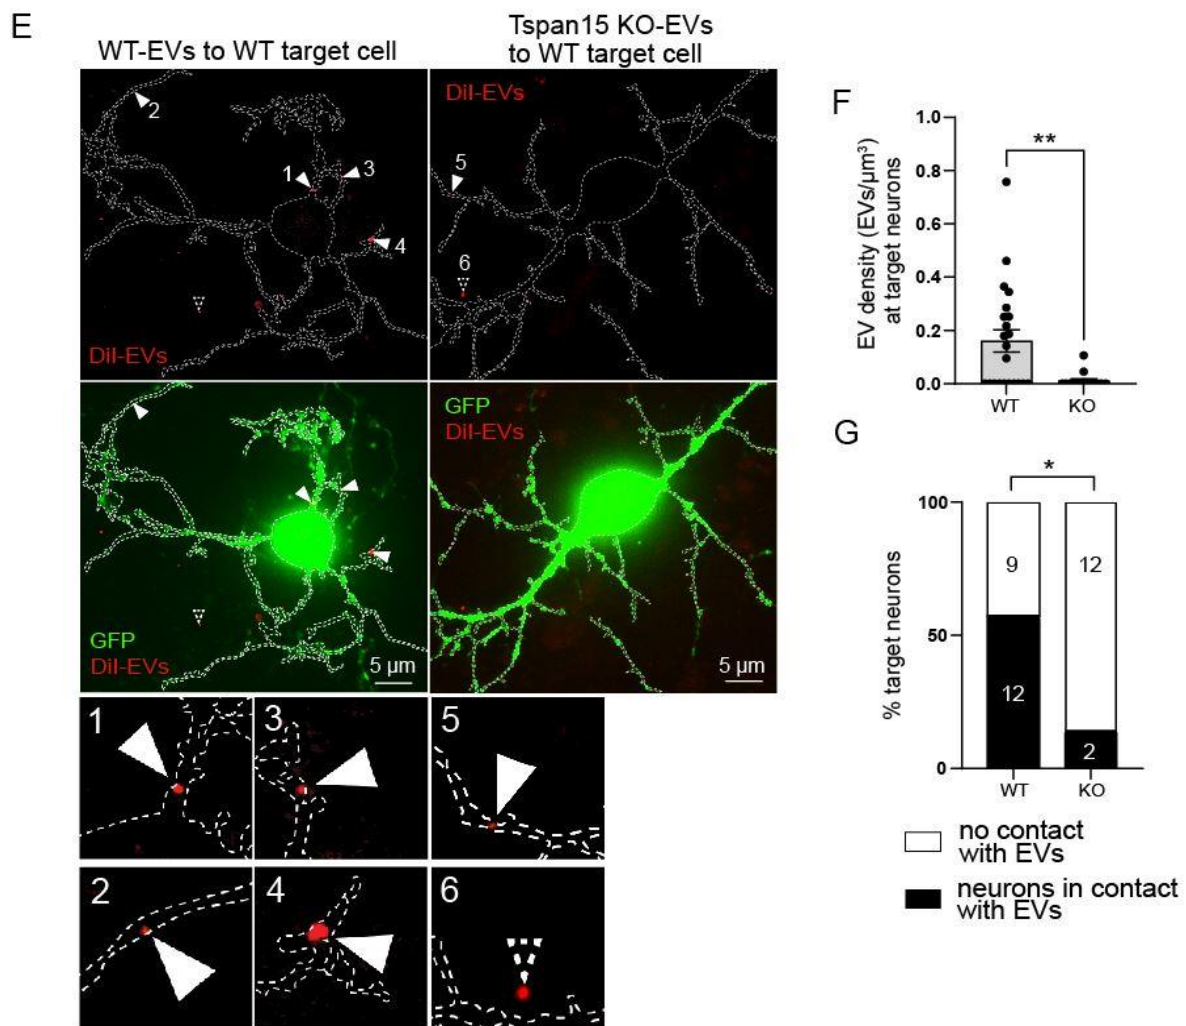 E
WT-EVs to WT target cell
Tspan15 KO-EVs
to WT target cell
2
1
3
4
DiI-EVs
DiI-EVs
5
6
GFP
DiI-EVs
5 µm
GFP
DiI-EVs
5 µm
1
3
5
2
4
6
F
EV density (EVs/µm³)
at target neurons
1.0
0.8
0.6
0.4
0.2
0.0
**
WT
KO
G
% target neurons
100
50
0
*
9
12
12
2
WT
KO
no contact
with EVs
neurons in contact
with EVs